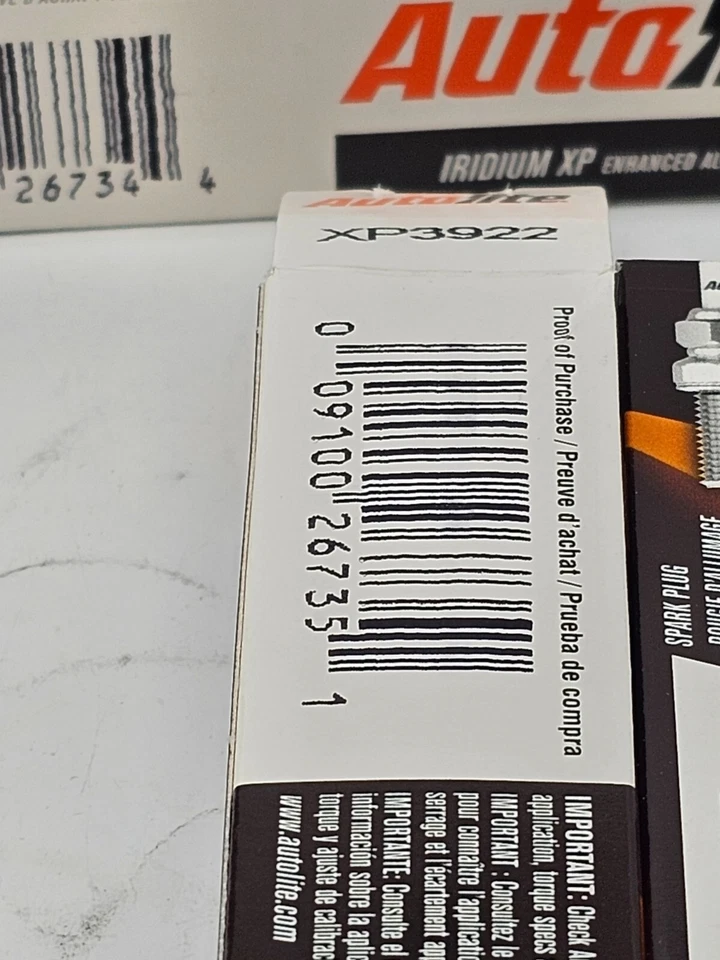 26734 4
Autolite
IRIDIUM XP ENHANCED
Autolite
XP3922
Proof of Purchase / Preuve d'achat / Prueba de compra
0 09100 26735 1
SPARK PLUG
IMPORTANT: Check
application, torque specs
IMPORTANT : Consultez le
pour connaître l'application
serrage et l'écartement
IMPORTANTE: Consulte el
información sobre la
torque y ajuste de
www.autolite.com